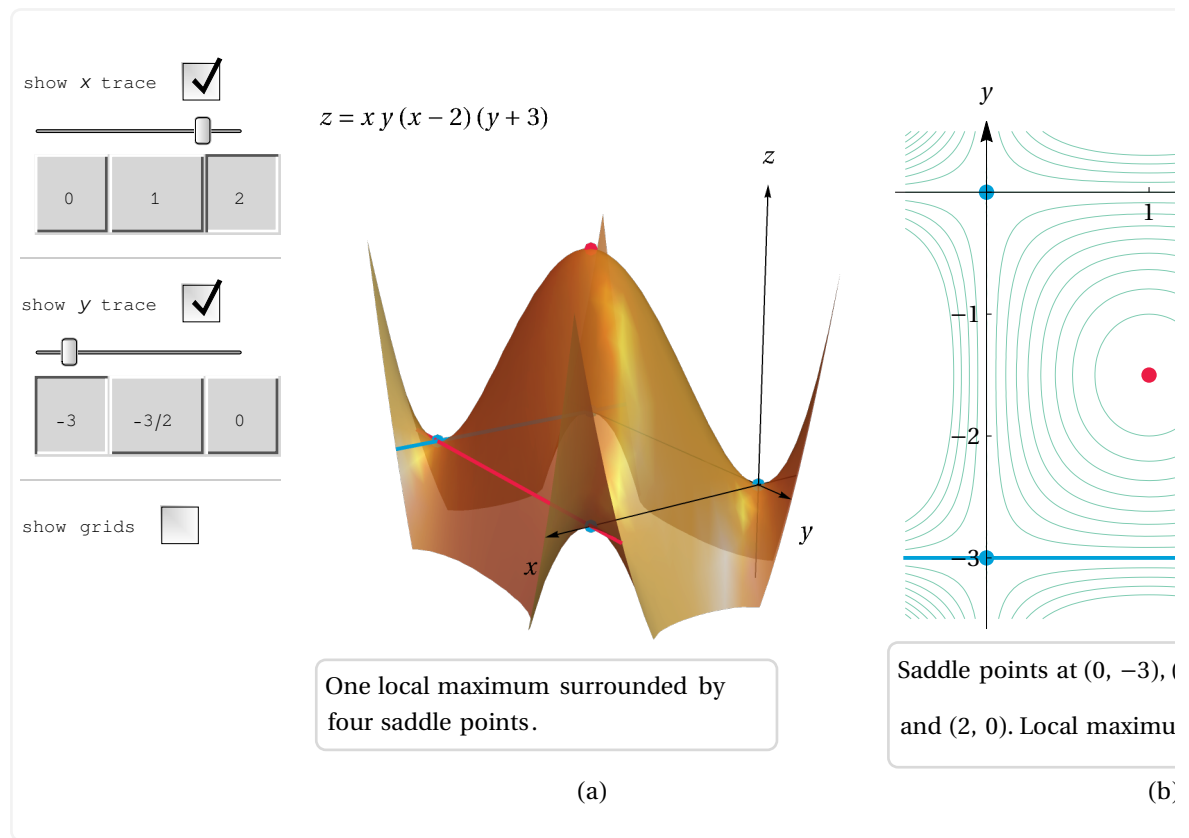 show x trace
0 1 2
show y trace
-3 -3/2 0
show grids
z = x y (x − 2) (y + 3)
z
y
x
One local maximum surrounded by
four saddle points.
(a)
y
1
−1
−2
−3
Saddle points at (0, −3), (
and (2, 0). Local maximu
(b)